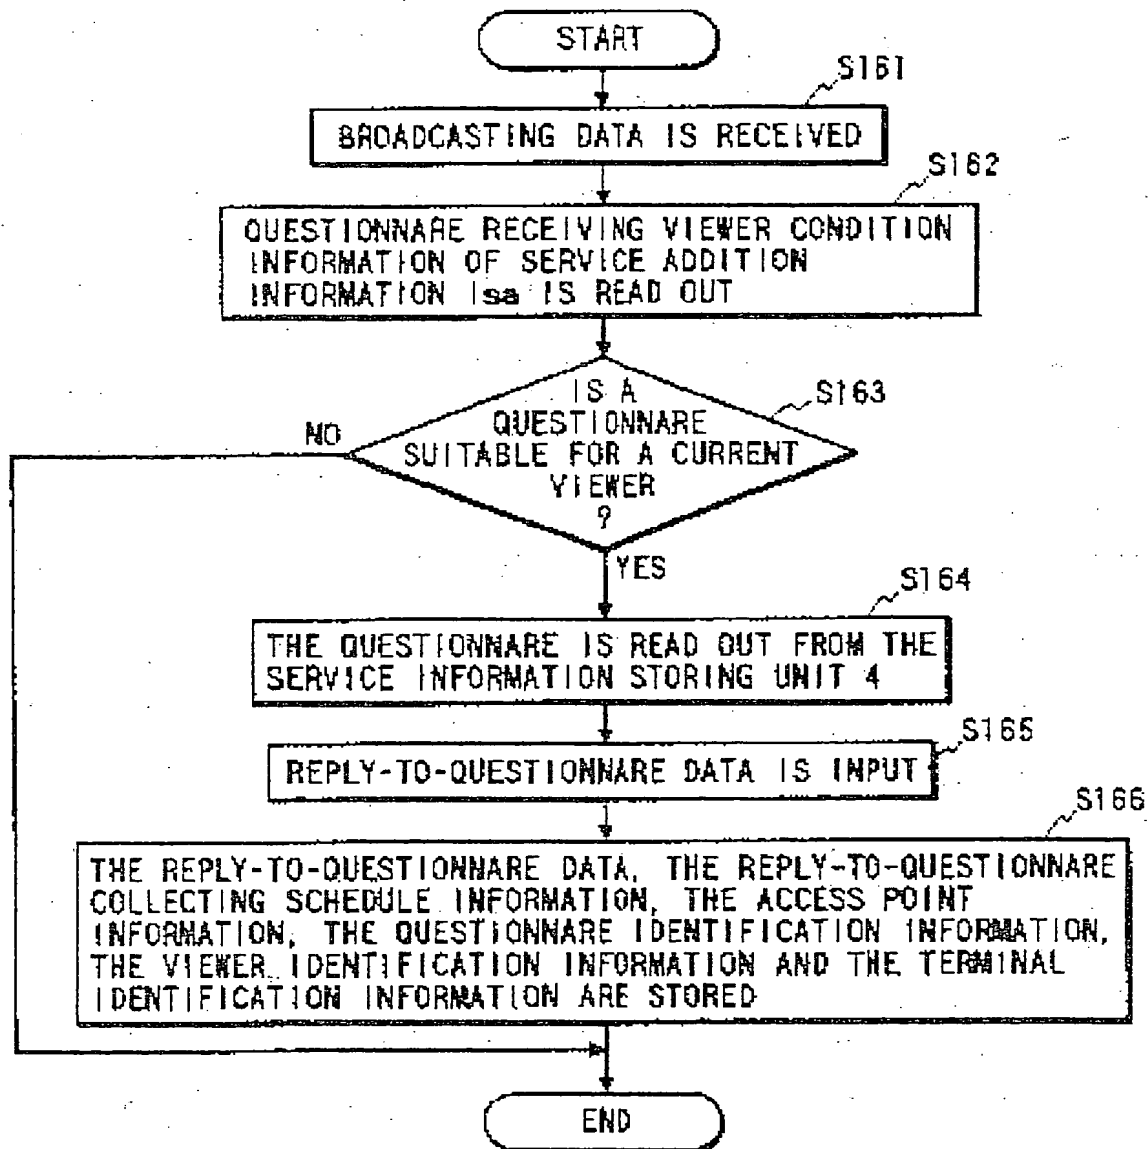 START
S161
BROADCASTING DATA IS RECEIVED
S162
QUESTIONNARE RECEIVING VIEWER CONDITION
INFORMATION OF SERVICE ADDITION
INFORMATION Isa IS READ OUT
S163
IS A
QUESTIONNARE
SUITABLE FOR A CURRENT
VIEWER
?
NO
YES
S164
THE QUESTIONNARE IS READ OUT FROM THE
SERVICE INFORMATION STORING UNIT 4
S165
REPLY-TO-QUESTIONNARE DATA IS INPUT
S166
THE REPLY-TO-QUESTIONNARE DATA, THE REPLY-TO-QUESTIONNARE
COLLECTING SCHEDULE INFORMATION, THE ACCESS POINT
INFORMATION, THE QUESTIONNARE IDENTIFICATION INFORMATION,
THE VIEWER IDENTIFICATION INFORMATION AND THE TERMINAL
IDENTIFICATION INFORMATION ARE STORED
END